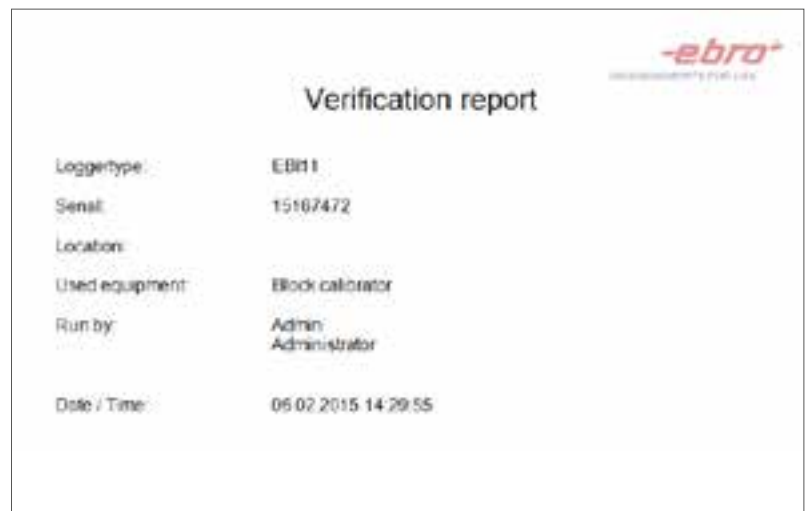 -ebro+
Verification report
Loggertype:
EBI11
Serial:
15167472
Location:
Used equipment:
Block calibrator
Run by:
Admin
Administrator
Date / Time:
06.02.2015 14:29:55